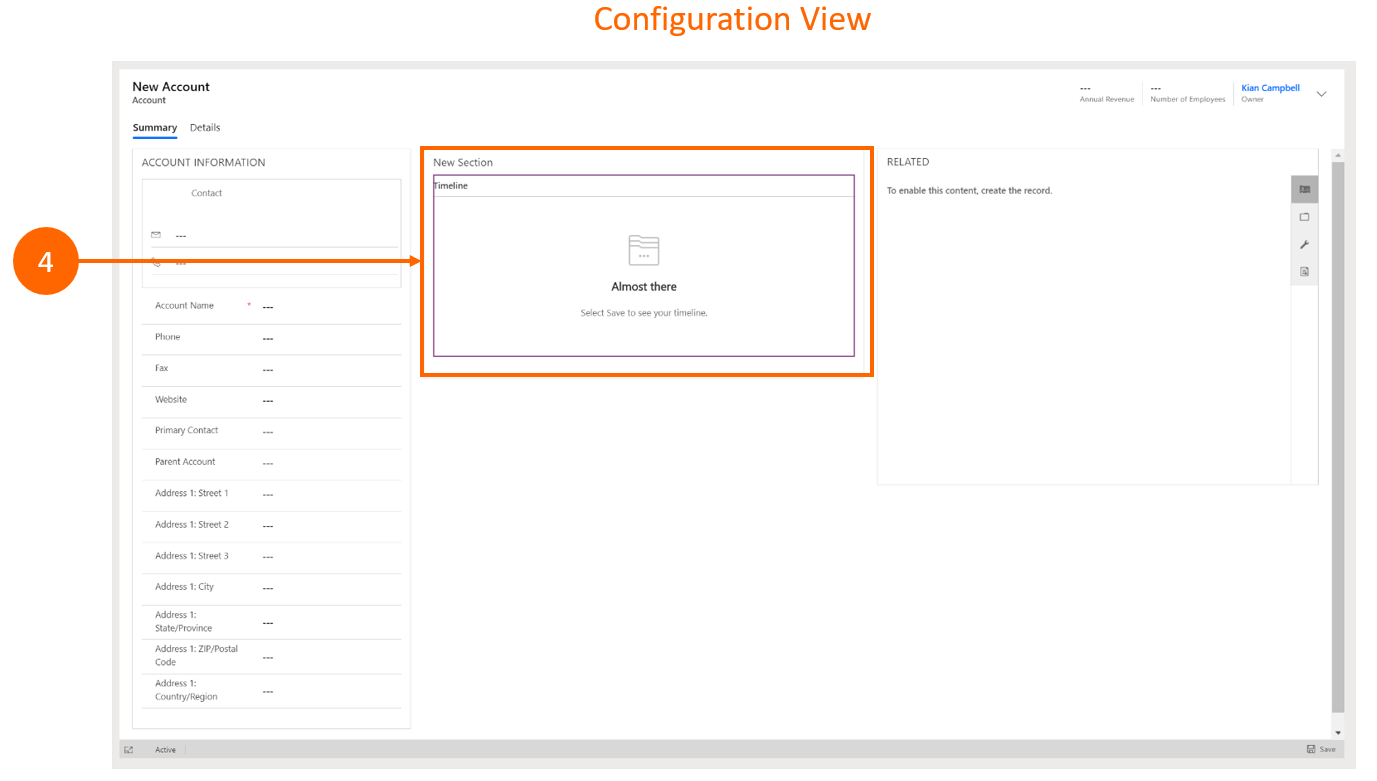 Configuration View
New Account
Account
---
Annual Revenue
---
Number of Employees
Kian Campbell
Owner
Summary
Details
ACCOUNT INFORMATION
Contact
---
---
Account Name * ---
Phone ---
Fax ---
Website ---
Primary Contact ---
Parent Account ---
Address 1: Street 1 ---
Address 1: Street 2 ---
Address 1: Street 3 ---
Address 1: City ---
Address 1:
State/Province ---
Address 1: ZIP/Postal
Code ---
Address 1:
Country/Region ---
4
New Section
Timeline
Almost there
Select Save to see your timeline.
RELATED
To enable this content, create the record.
Active
Save